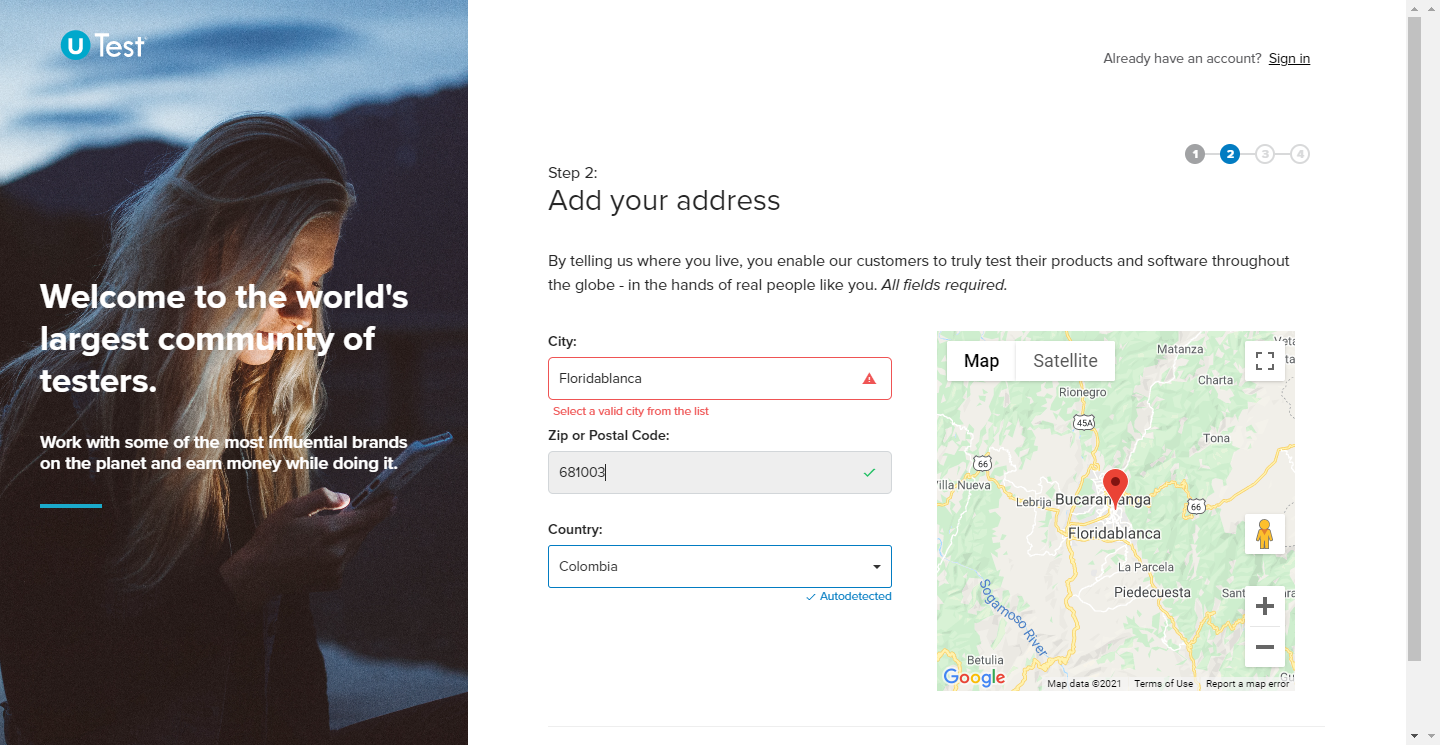 U Test
Already have an account? Sign in
1 2 3 4
Step 2:
Add your address
By telling us where you live, you enable our customers to truly test their products and software throughout
the globe - in the hands of real people like you. All fields required.
Welcome to the world's
largest community of
testers.
Work with some of the most influential brands
on the planet and earn money while doing it.
City:
Floridablanca
Select a valid city from the list
Zip or Postal Code:
681003
Country:
Colombia
Autodetected
Map Satellite
Matanza
Charta
Rionegro
45A
Tona
66
Villa Nueva
Lebrija
Bucaramanga
66
Floridablanca
La Parcela
Piedecuesta
Sogamoso River
Betulia
Google
Map data ©2021 Terms of Use Report a map error